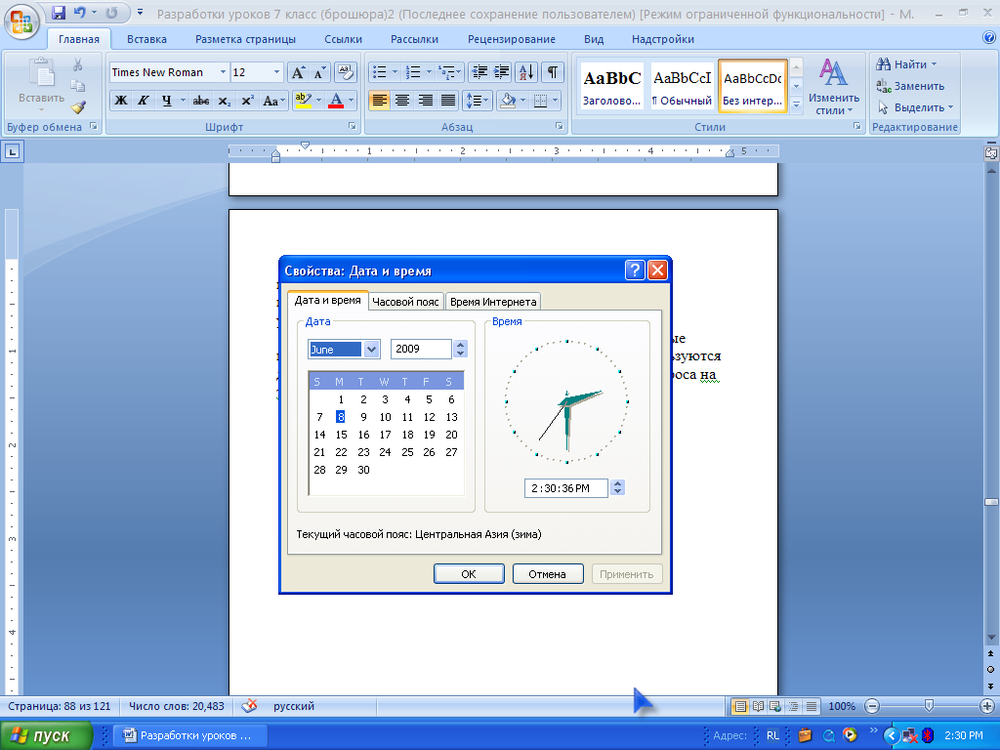 Разработки уроков 7 класс (брошюра)2 (Последнее сохранение пользователем) [Режим ограниченной функциональности] - M.
Главная Вставка Разметка страницы Ссылки Рассылки Рецензирование Вид Надстройки
Вставить
Буфер обмена
Times New Roman 12
Ж К Ч abc x₂ x² Aa
Шрифт
Абзац
AaBbC AaBbCcI AaBbCcDc
Заголово... ¶ Обычный Без интер...
Изменить стили
Стили
Найти
Заменить
Выделить
Редактирование
1 2 3 4 5
Свойства: Дата и время
Дата и время Часовой пояс Время Интернета
Дата
June 2009
S M T W T F S
1 2 3 4 5 6
7 8 9 10 11 12 13
14 15 16 17 18 19 20
21 22 23 24 25 26 27
28 29 30
Время
2:30:36 PM
Текущий часовой пояс: Центральная Азия (зима)
OK Отмена Применить
ые
ьзуются
роса на
1
2
3
4
Страница: 88 из 121 Число слов: 20,483 русский 100%
пуск Разработки уроков ... Адрес: RL 2:30 PM